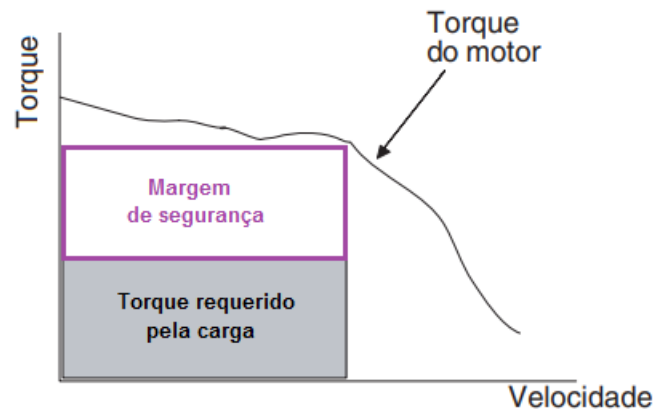 Torque
do motor
Torque
Margem
de segurança
Torque requerido
pela carga
Velocidade